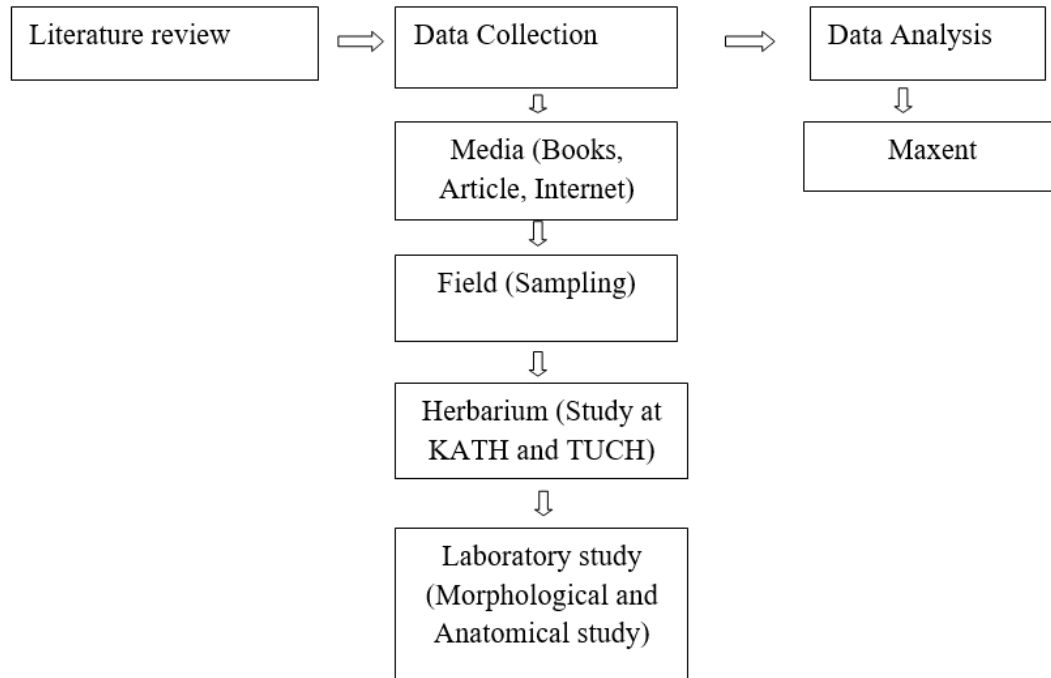 Literature review
Data Collection
Data Analysis
Media (Books,
Article, Internet)
Maxent
Field (Sampling)
Herbarium (Study at
KATH and TUCH)
Laboratory study
(Morphological and
Anatomical study)